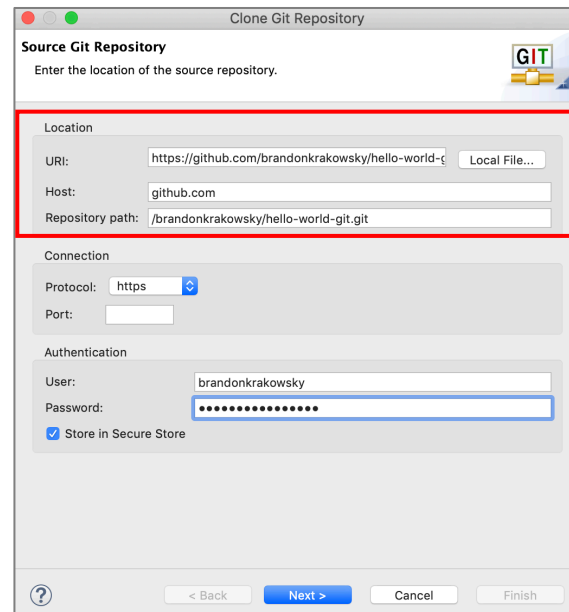 Clone Git Repository
Source Git Repository
Enter the location of the source repository.
GIT
Location
URI: https://github.com/brandonkrakowsky/hello-world-g Local File...
Host: github.com
Repository path: /brandonkrakowsky/hello-world-git.git
Connection
Protocol: https
Port:
Authentication
User: brandonkrakowsky
Password: ●●●●●●●●●●●●●●●●
Store in Secure Store
? < Back Next > Cancel Finish